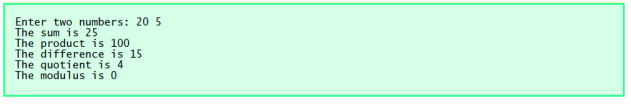 Enter two numbers: 20 5
The sum is 25
The product is 100
The difference is 15
The quotient is 4
The modulus is 0